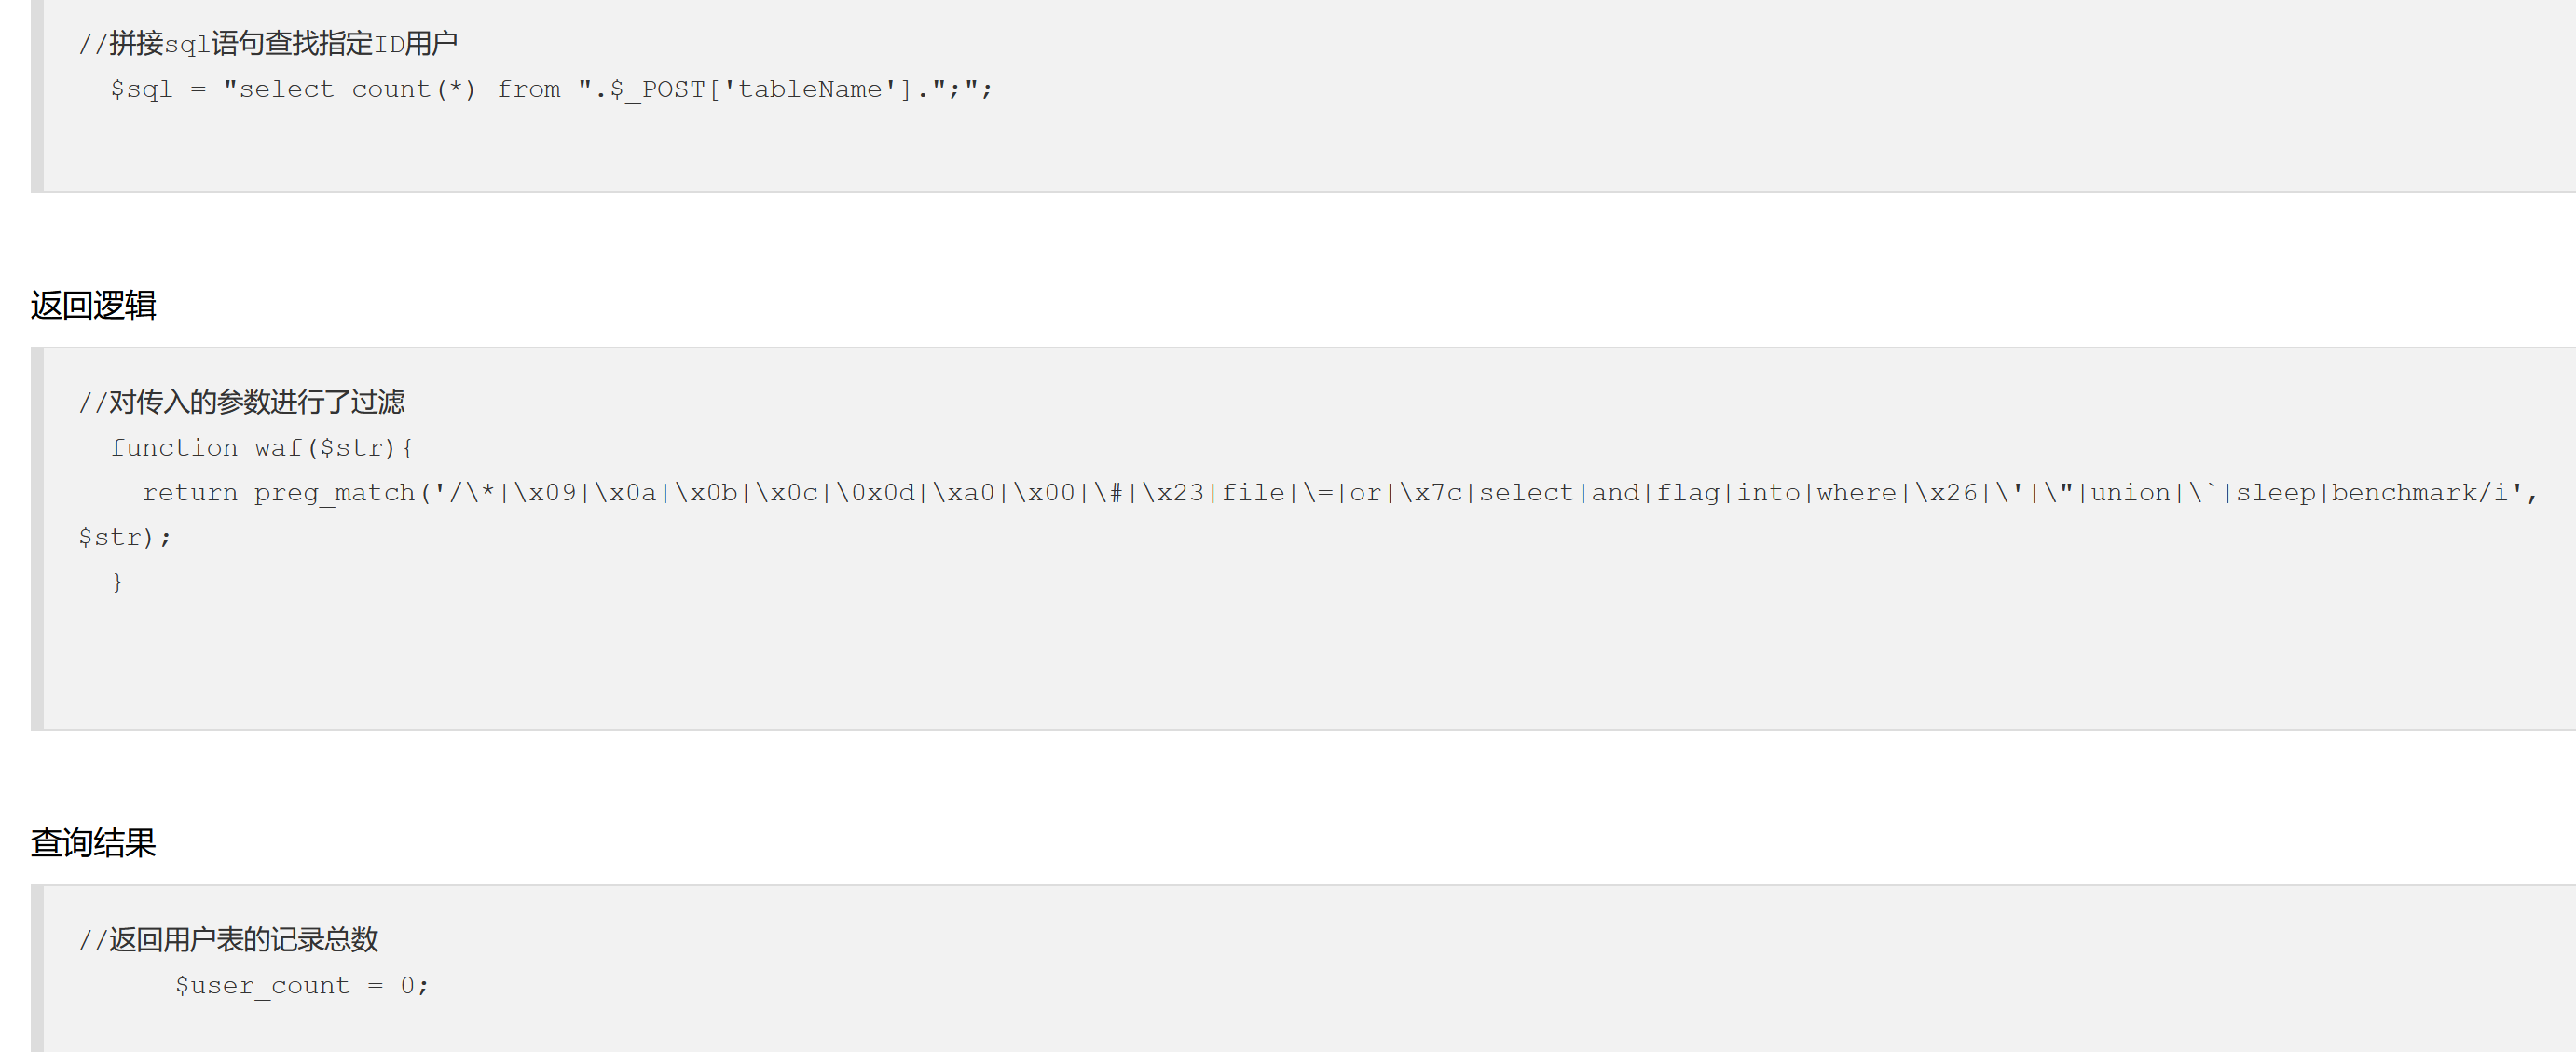 //拼接sql语句查找指定ID用户
$sql = "select count(*) from ".$_POST['tableName'].";";
返回逻辑
//对传入的参数进行了过滤
function waf($str){
return preg_match('/\*|\x09|\x0a|\x0b|\x0c|\0x0d|\xa0|\x00|\#|\x23|file|\=|or|\x7c|select|and|flag|into|where|\x26|\'|\"|union|\`|sleep|benchmark/i',
$str);
}
查询结果
//返回用户表的记录总数
$user_count = 0;